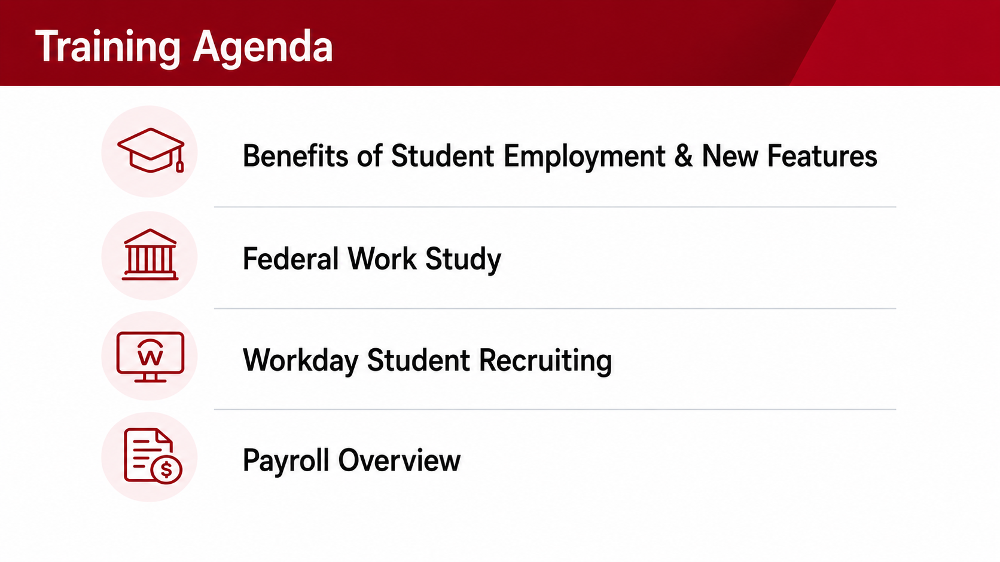 Training Agenda
Benefits of Student Employment & New Features
Federal Work Study
W
Workday Student Recruiting
$
Payroll Overview